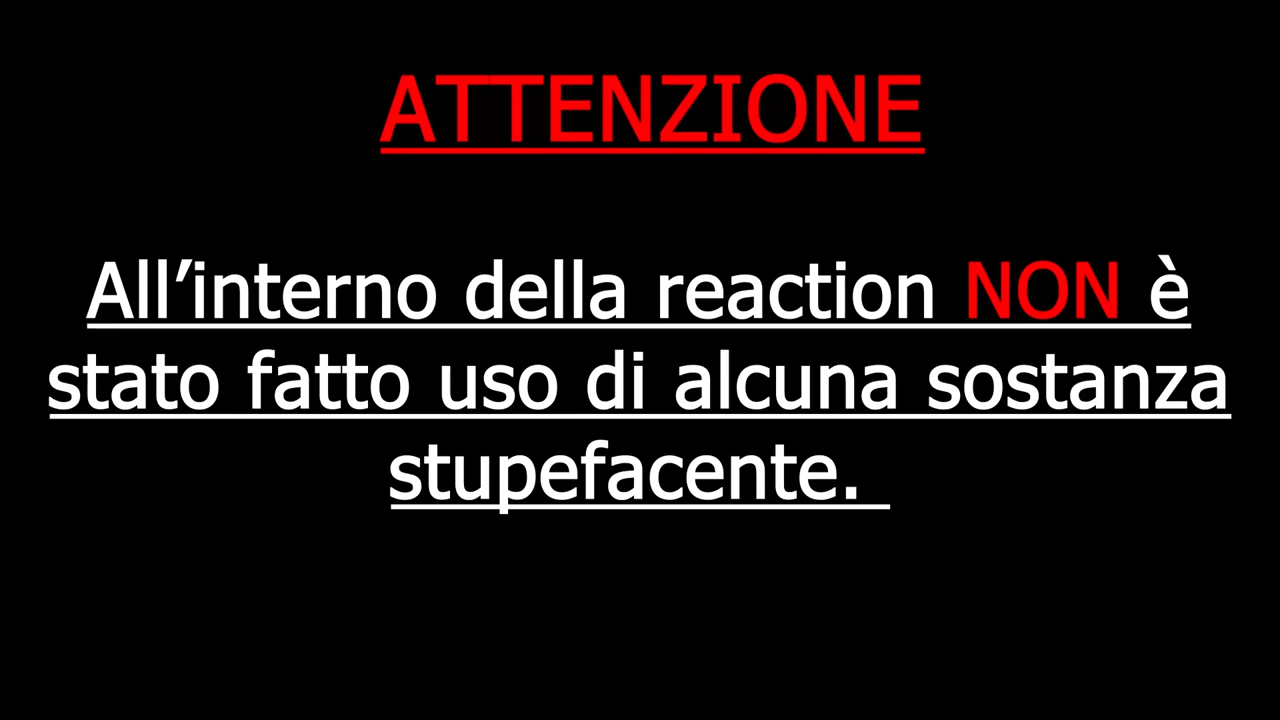 ATTENZIONE
All’interno della reaction NON è
stato fatto uso di alcuna sostanza
stupefacente.